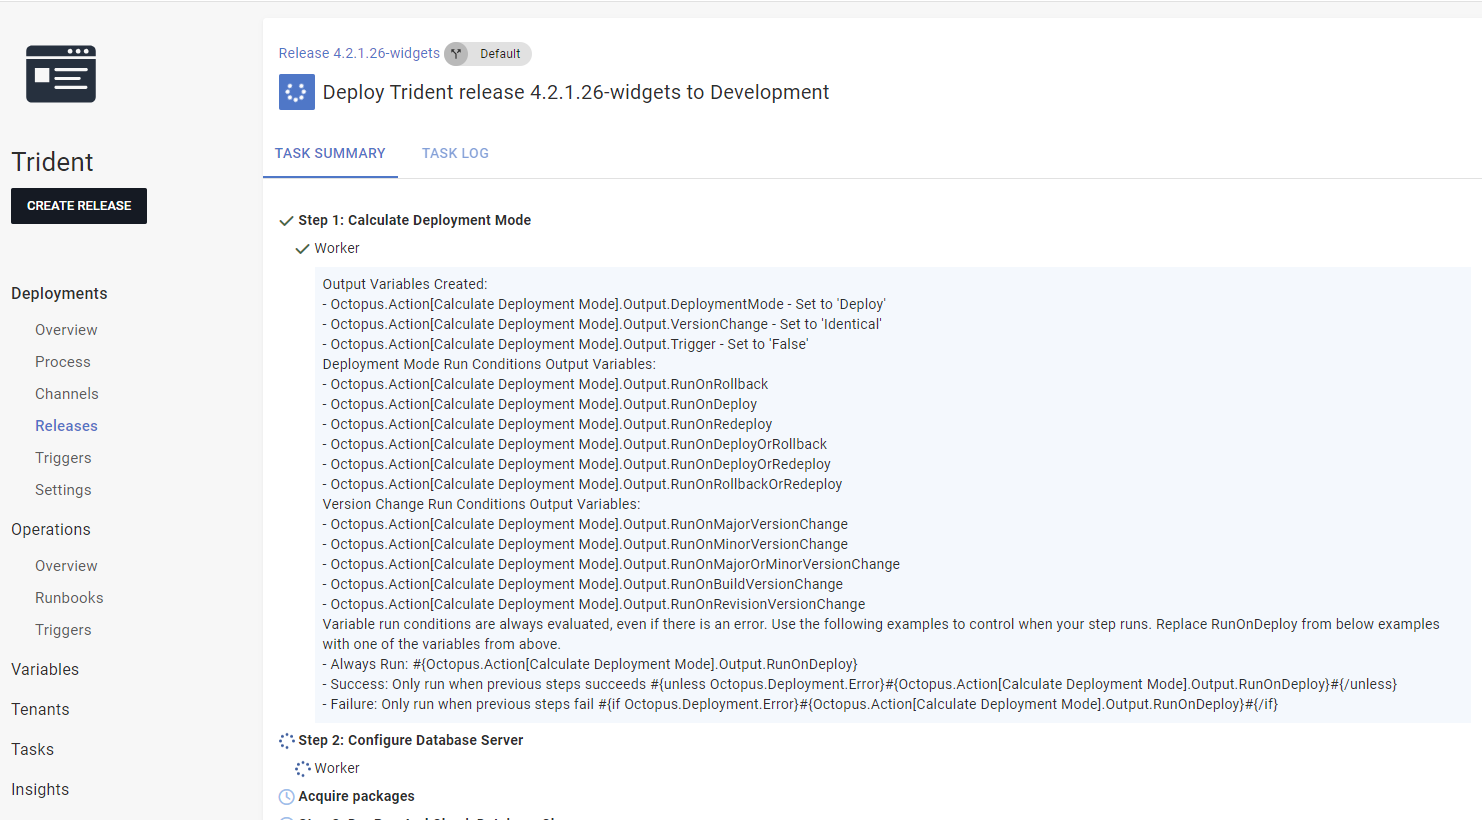 Trident
CREATE RELEASE
Deployments
Overview
Process
Channels
Releases
Triggers
Settings
Operations
Overview
Runbooks
Triggers
Variables
Tenants
Tasks
Insights
Release 4.2.1.26-widgets Default
Deploy Trident release 4.2.1.26-widgets to Development
TASK SUMMARY TASK LOG
Step 1: Calculate Deployment Mode
Worker
Output Variables Created:
- Octopus.Action[Calculate Deployment Mode].Output.DeploymentMode - Set to 'Deploy'
- Octopus.Action[Calculate Deployment Mode].Output.VersionChange - Set to 'Identical'
- Octopus.Action[Calculate Deployment Mode].Output.Trigger - Set to 'False'
Deployment Mode Run Conditions Output Variables:
- Octopus.Action[Calculate Deployment Mode].Output.RunOnRollback
- Octopus.Action[Calculate Deployment Mode].Output.RunOnDeploy
- Octopus.Action[Calculate Deployment Mode].Output.RunOnRedeploy
- Octopus.Action[Calculate Deployment Mode].Output.RunOnDeployOrRollback
- Octopus.Action[Calculate Deployment Mode].Output.RunOnDeployOrRedeploy
- Octopus.Action[Calculate Deployment Mode].Output.RunOnRollbackOrRedeploy
Version Change Run Conditions Output Variables:
- Octopus.Action[Calculate Deployment Mode].Output.RunOnMajorVersionChange
- Octopus.Action[Calculate Deployment Mode].Output.RunOnMinorVersionChange
- Octopus.Action[Calculate Deployment Mode].Output.RunOnMajorOrMinorVersionChange
- Octopus.Action[Calculate Deployment Mode].Output.RunOnBuildVersionChange
- Octopus.Action[Calculate Deployment Mode].Output.RunOnRevisionVersionChange
Variable run conditions are always evaluated, even if there is an error. Use the following examples to control when your step runs. Replace RunOnDeploy from below examples
with one of the variables from above.
- Always Run: #{Octopus.Action[Calculate Deployment Mode].Output.RunOnDeploy}
- Success: Only run when previous steps succeeds #{unless Octopus.Deployment.Error}#{Octopus.Action[Calculate Deployment Mode].Output.RunOnDeploy}#{/unless}
- Failure: Only run when previous steps fail #{if Octopus.Deployment.Error}#{Octopus.Action[Calculate Deployment Mode].Output.RunOnDeploy}#{/if}
Step 2: Configure Database Server
Worker
Acquire packages